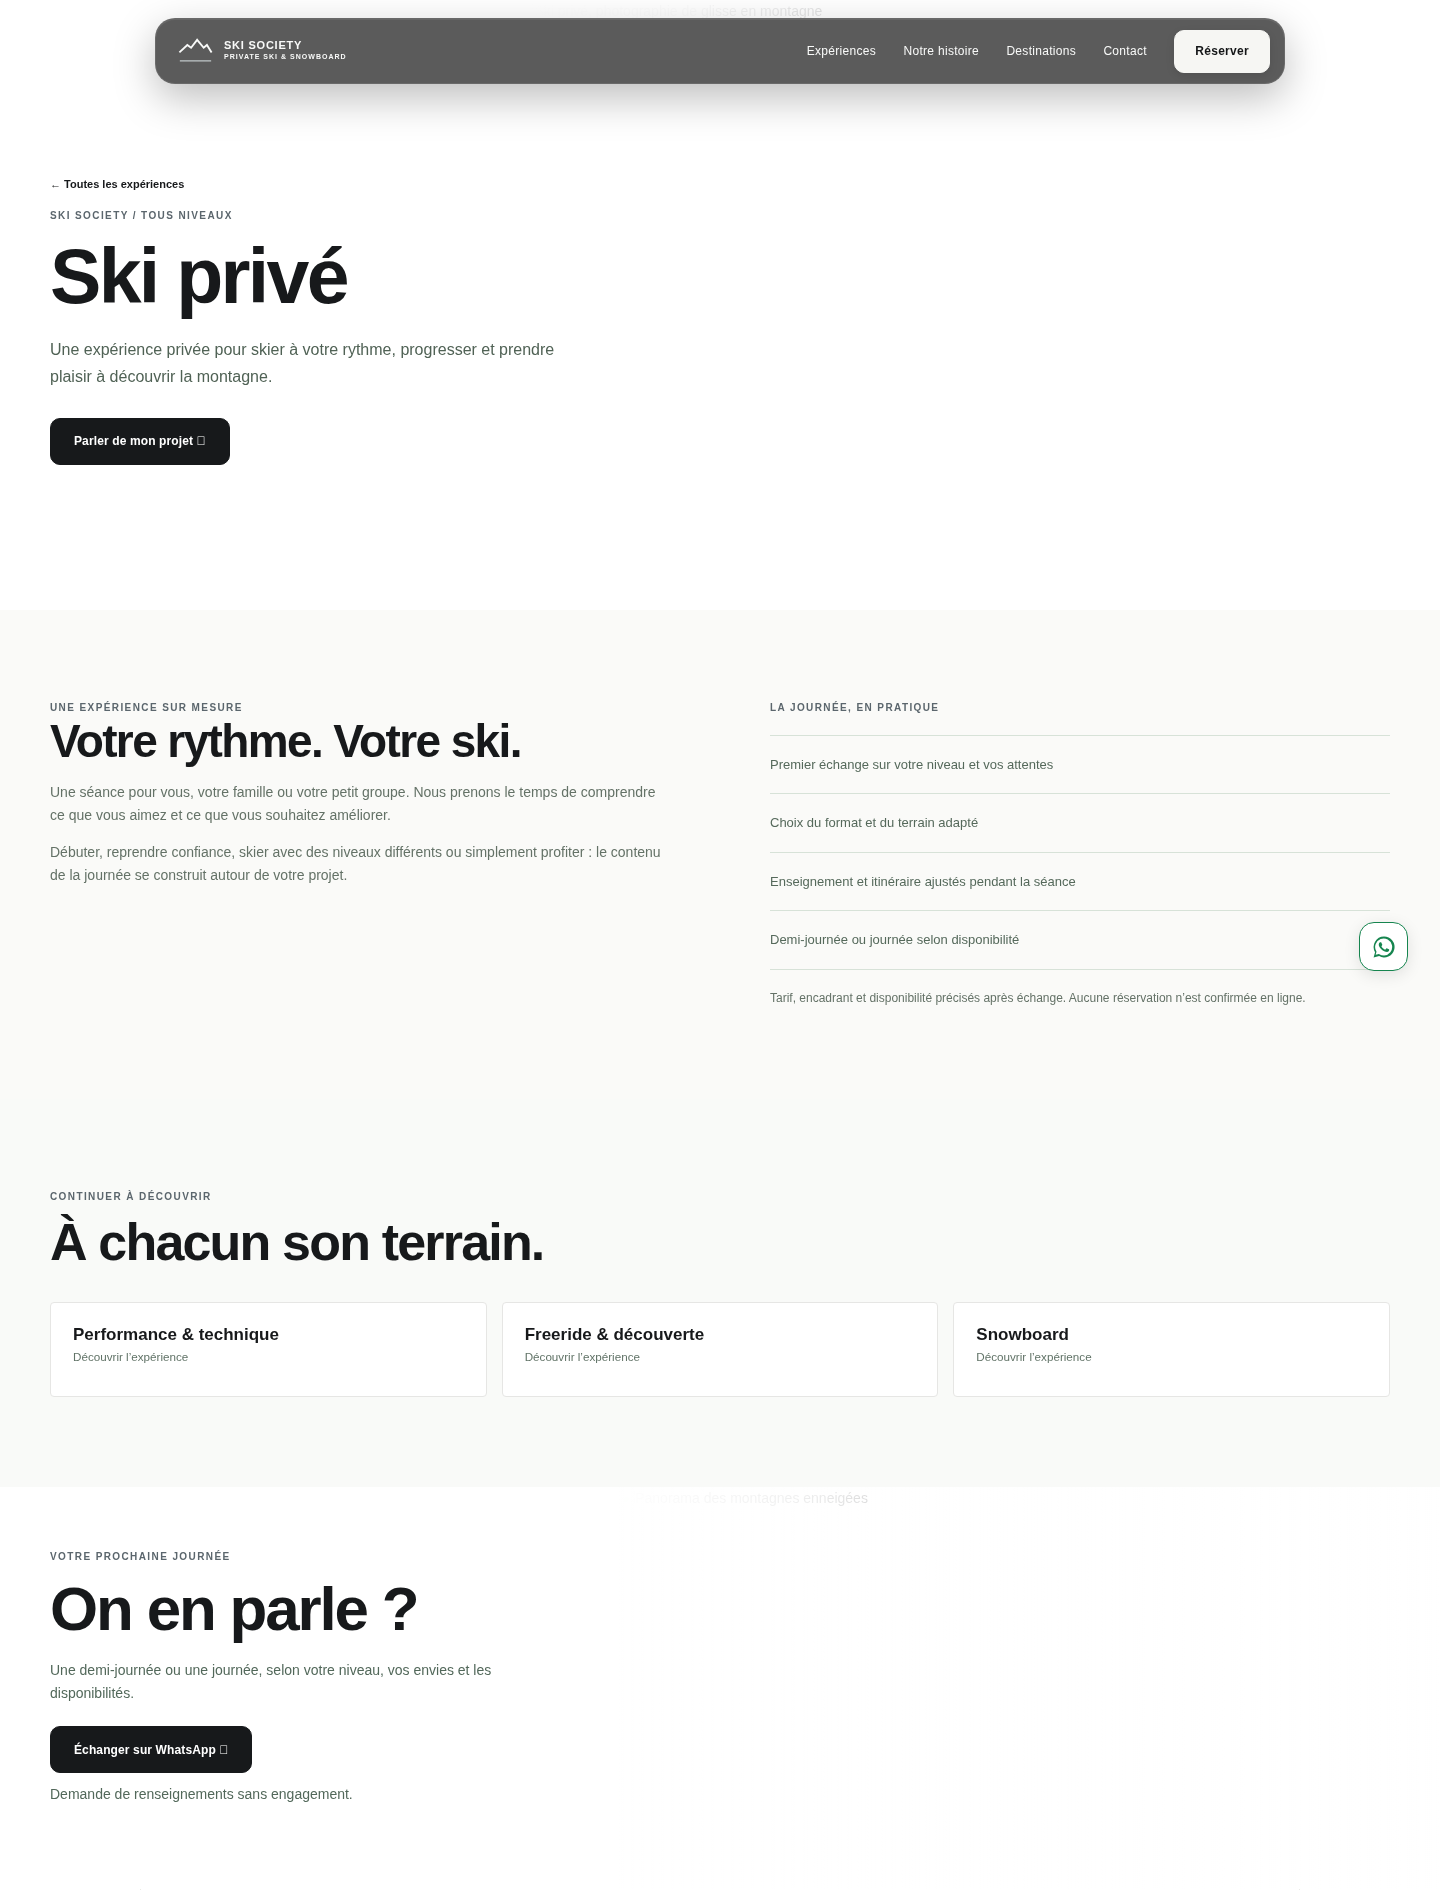 glisse en montagne
SKI SOCIETY
PRIVATE SKI & SNOWBOARD
Expériences
Notre histoire
Destinations
Contact
Réserver
← Toutes les expériences
SKI SOCIETY / TOUS NIVEAUX
Ski privé
Une expérience privée pour skier à votre rythme, progresser et prendre
plaisir à découvrir la montagne.
Parler de mon projet
UNE EXPÉRIENCE SUR MESURE
Votre rythme. Votre ski.
Une séance pour vous, votre famille ou votre petit groupe. Nous prenons le temps de comprendre
ce que vous aimez et ce que vous souhaitez améliorer.
Débuter, reprendre confiance, skier avec des niveaux différents ou simplement profiter : le contenu
de la journée se construit autour de votre projet.
LA JOURNÉE, EN PRATIQUE
Premier échange sur votre niveau et vos attentes
Choix du format et du terrain adapté
Enseignement et itinéraire ajustés pendant la séance
Demi-journée ou journée selon disponibilité
Tarif, encadrant et disponibilité précisés après échange. Aucune réservation n’est confirmée en ligne.
CONTINUER À DÉCOUVRIR
À chacun son terrain.
Performance & technique
Découvrir l’expérience
Freeride & découverte
Découvrir l’expérience
Snowboard
Découvrir l’expérience
des montagnes enneigées
VOTRE PROCHAINE JOURNÉE
On en parle ?
Une demi-journée ou une journée, selon votre niveau, vos envies et les
disponibilités.
Échanger sur WhatsApp
Demande de renseignements sans engagement.